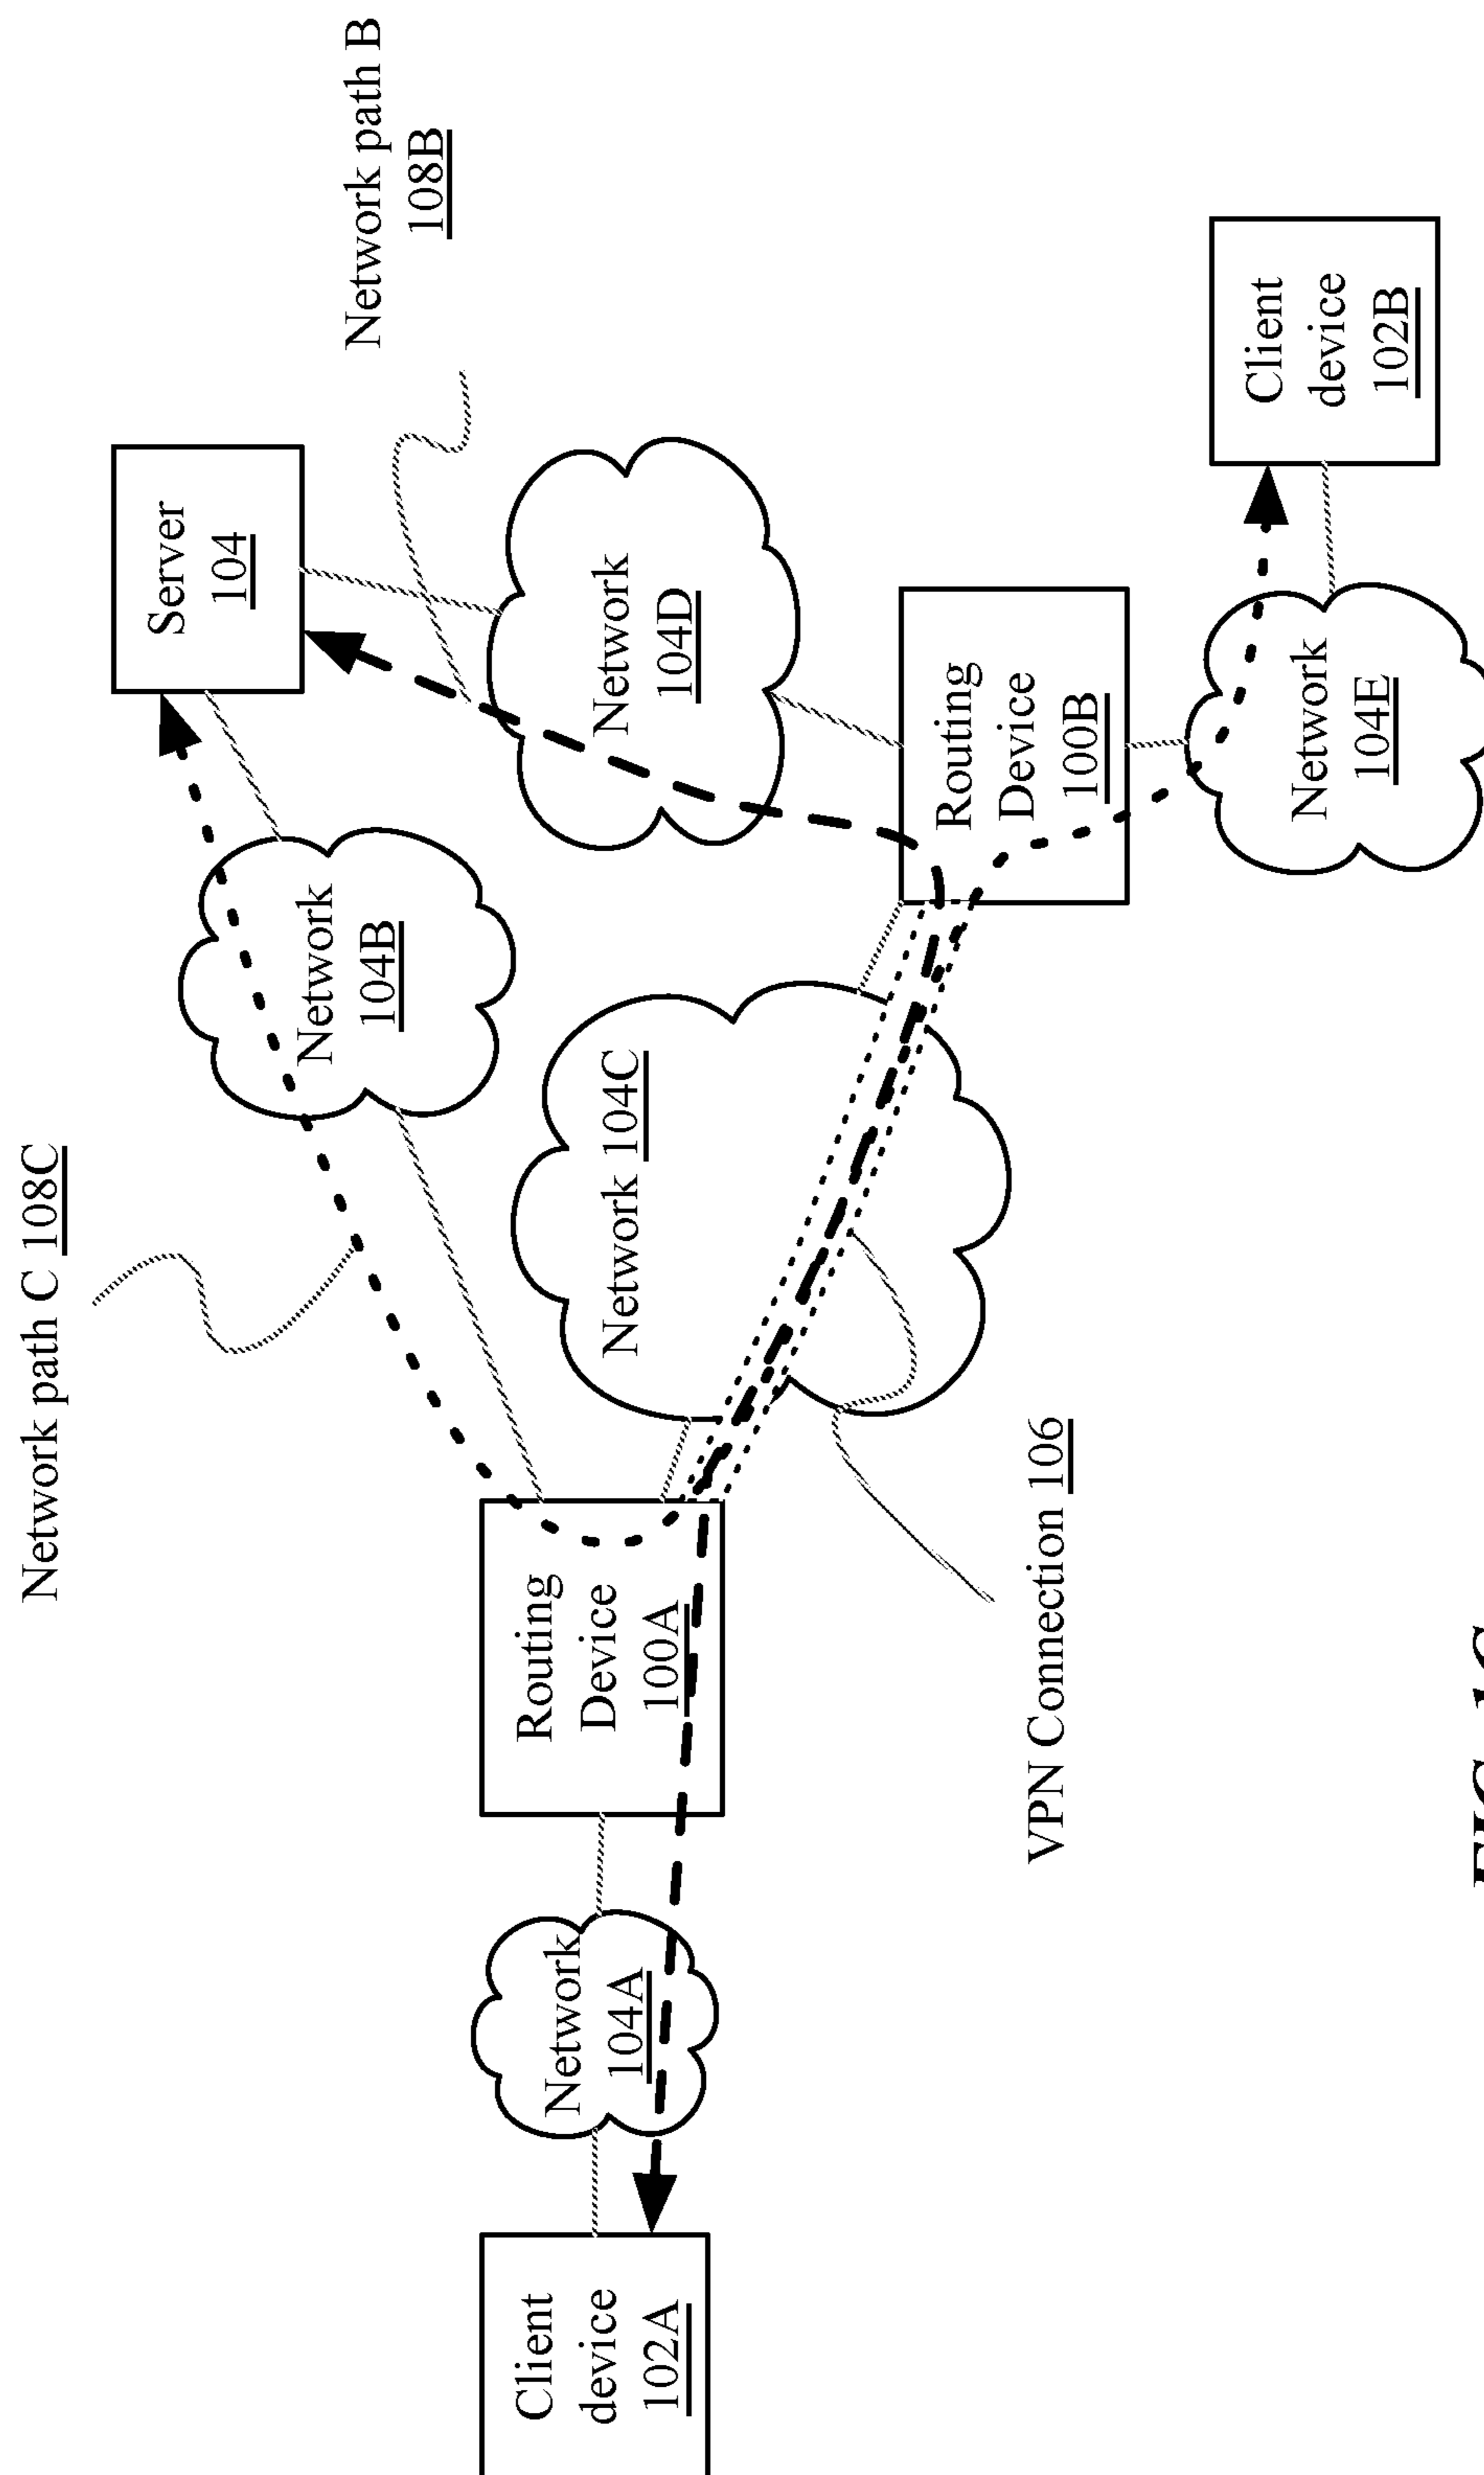 Network path C 108C
Network path B
108B
Server
104
Network
104B
Network
104D
Network 104C
Client
device
102A
Network
104A
Routing
Device
100A
Routing
Device
100B
VPN Connection 106
Network
104E
Client
device
102B